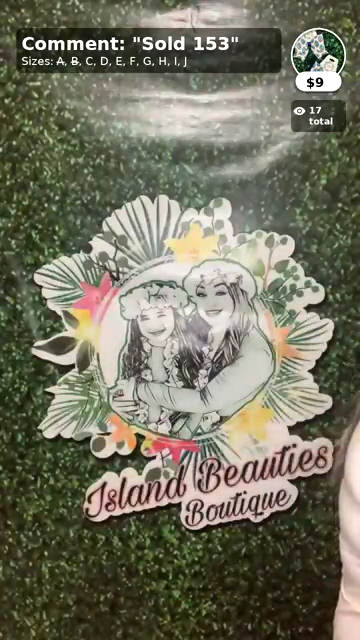 Comment: "Sold 153"
Sizes: A, B, C, D, E, F, G, H, I, J
$9
17
total
Island Beauties
Boutique